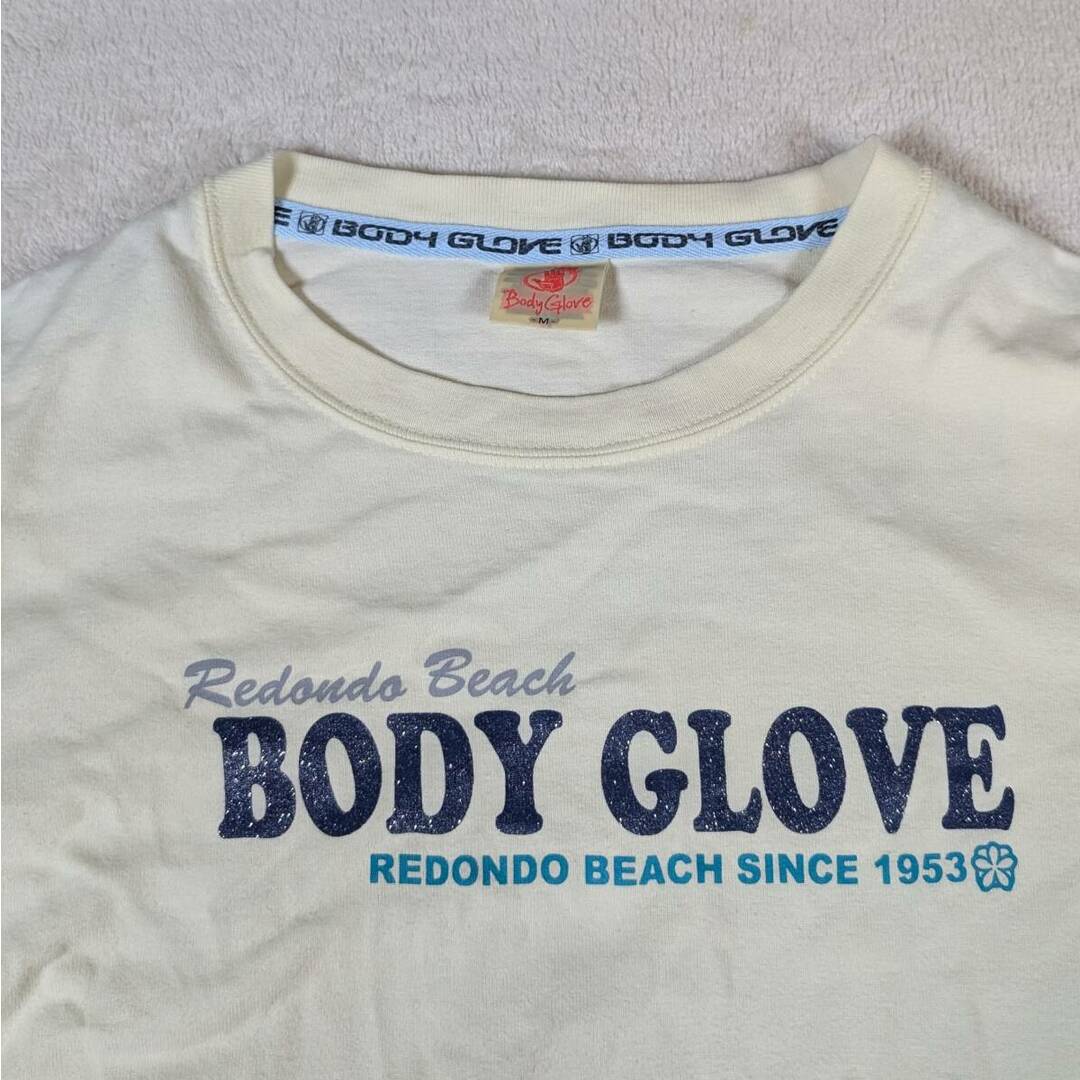 E BODY GLOVE BODY GLOVE
Body Glove
M
Redondo Beach
BODY GLOVE
REDONDO BEACH SINCE 1953